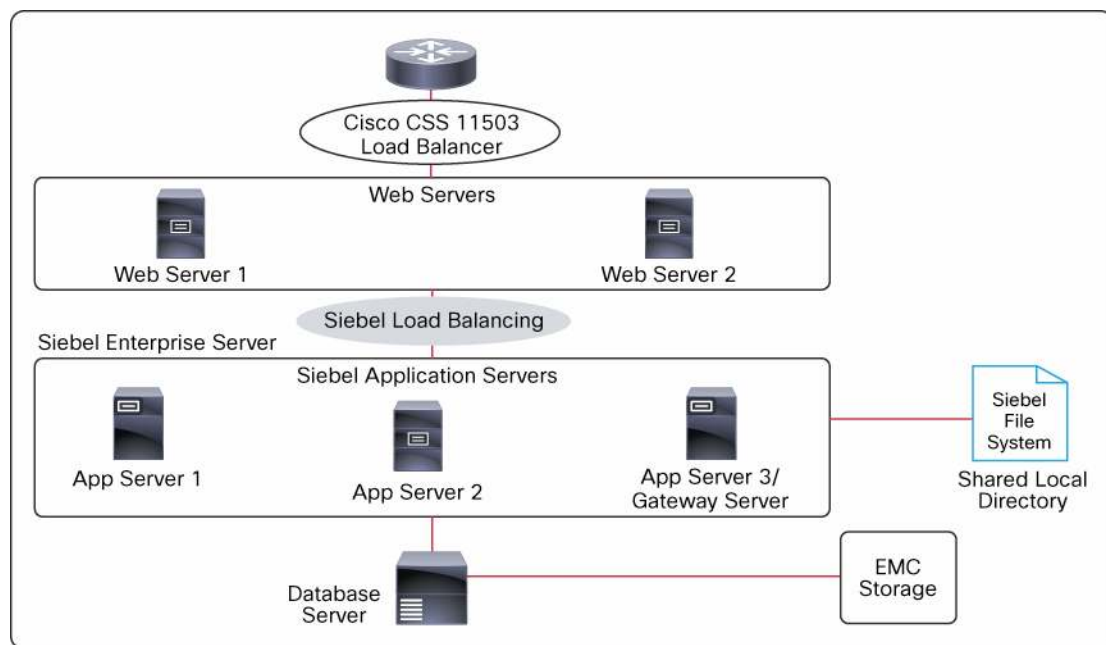 Cisco CSS 11503
Load Balancer
Web Servers
Web Server 1
Web Server 2
Siebel Load Balancing
Siebel Enterprise Server
Siebel Application Servers
App Server 1
App Server 2
App Server 3/
Gateway Server
Siebel
File
System
Shared Local
Directory
Database
Server
EMC
Storage